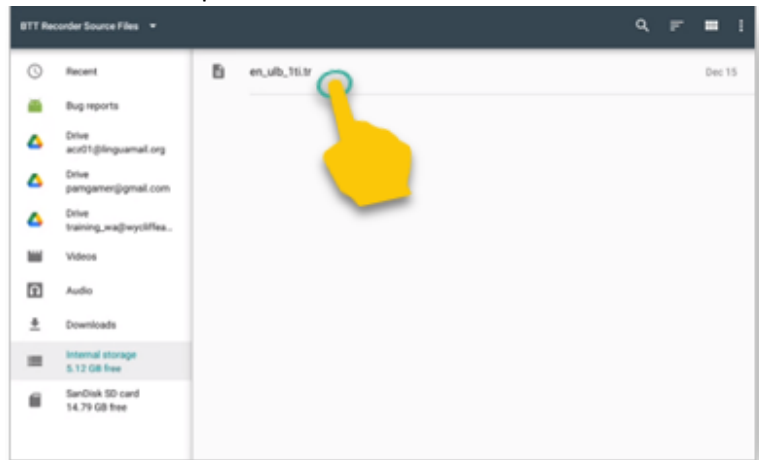 BTT Recorder Source Files
Recent
en_ulb_1ti.tr
Dec 15
Bug reports
Drive
acz01@linguamail.org
Drive
pamgamer@gmail.com
Drive
training_wa@wycliffea...
Videos
Audio
Downloads
Internal storage
5.12 GB free
SanDisk SD card
14.79 GB free